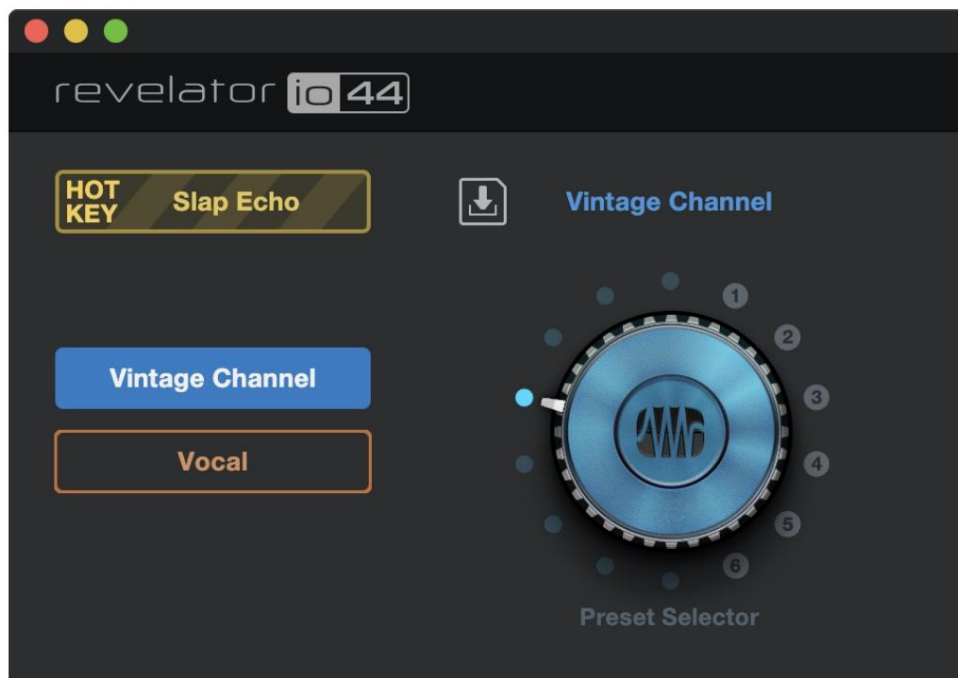 revelator io 44
HOT
KEY
Slap Echo
Vintage Channel
1
2
3
4
5
6
Vintage Channel
Vocal
Preset Selector